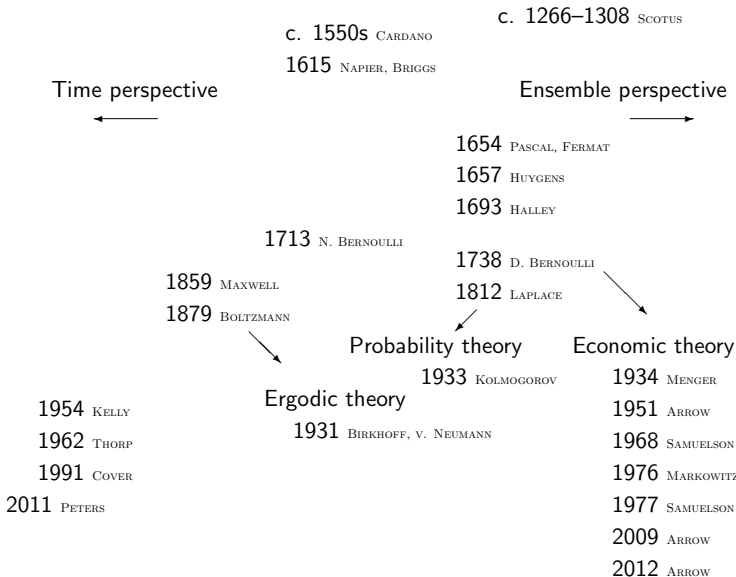 c. 1266–1308 Scotus
c. 1550s Cardano
1615 Napier, Briggs
Time perspective
Ensemble perspective
1654 Pascal, Fermat
1657 Huygens
1693 Halley
1713 N. Bernoulli
1738 D. Bernoulli
1859 Maxwell
1812 Laplace
1879 Boltzmann
Probability theory
Economic theory
1933 Kolmogorov
1934 Menger
Ergodic theory
1954 Kelly
1951 Arrow
1931 Birkhoff, v. Neumann
1962 Thorp
1968 Samuelson
1991 Cover
1976 Markowitz
2011 Peters
1977 Samuelson
2009 Arrow
2012 Arrow